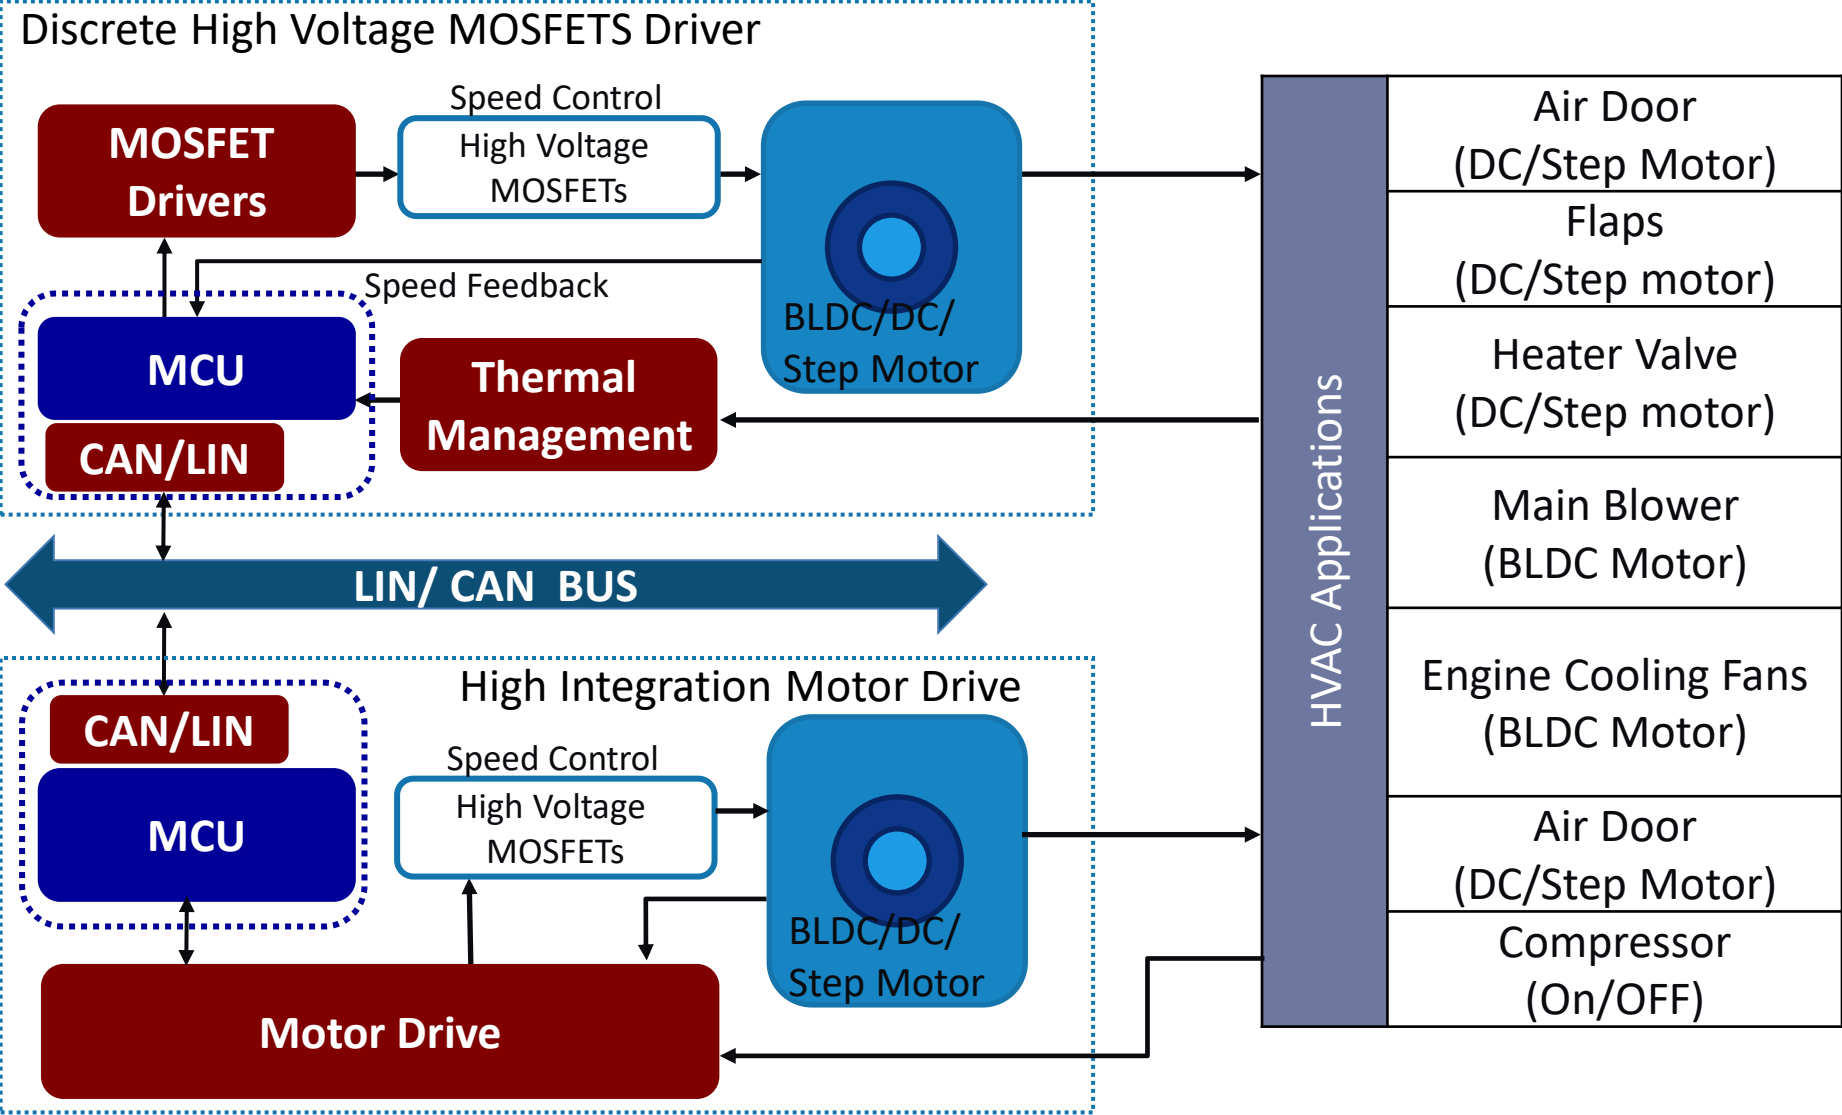 Discrete High Voltage MOSFETS Driver
Speed Control
MOSFET
Drivers
High Voltage
MOSFETs
Speed Feedback
BLDC/DC/
Step Motor
MCU
Thermal
Management
CAN/LIN
LIN/ CAN  BUS
High Integration Motor Drive
CAN/LIN
MCU
Speed Control
High Voltage
MOSFETs
BLDC/DC/
Step Motor
Motor Drive
HVAC Applications
Air Door
(DC/Step Motor)
Flaps
(DC/Step motor)
Heater Valve
(DC/Step motor)
Main Blower
(BLDC Motor)
Engine Cooling Fans
(BLDC Motor)
Air Door
(DC/Step Motor)
Compressor
(On/OFF)